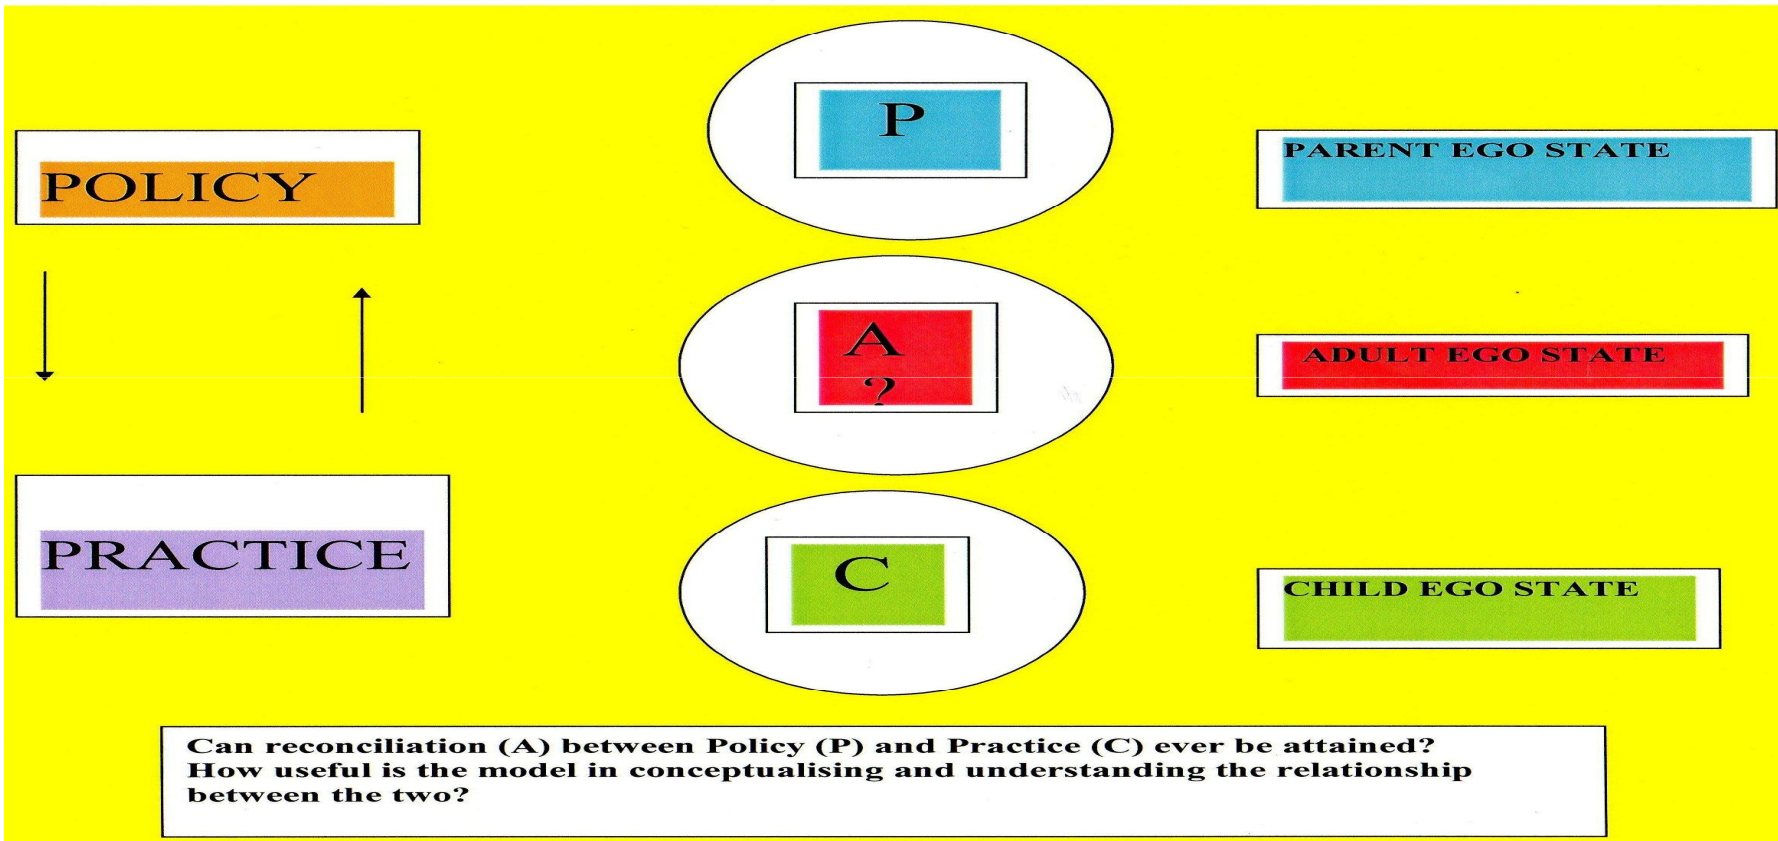 POLICY
PRACTICE
P
A
?
C
PARENT EGO STATE
ADULT EGO STATE
CHILD EGO STATE
Can reconciliation (A) between Policy (P) and Practice (C) ever be attained?
How useful is the model in conceptualising and understanding the relationship
between the two?